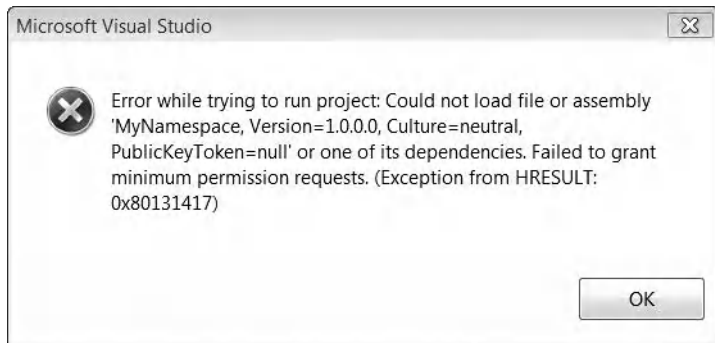 Microsoft Visual Studio
Error while trying to run project: Could not load file or assembly
'MyNamespace, Version=1.0.0.0, Culture=neutral,
PublicKeyToken=null' or one of its dependencies. Failed to grant
minimum permission requests. (Exception from HRESULT:
0x80131417)
OK